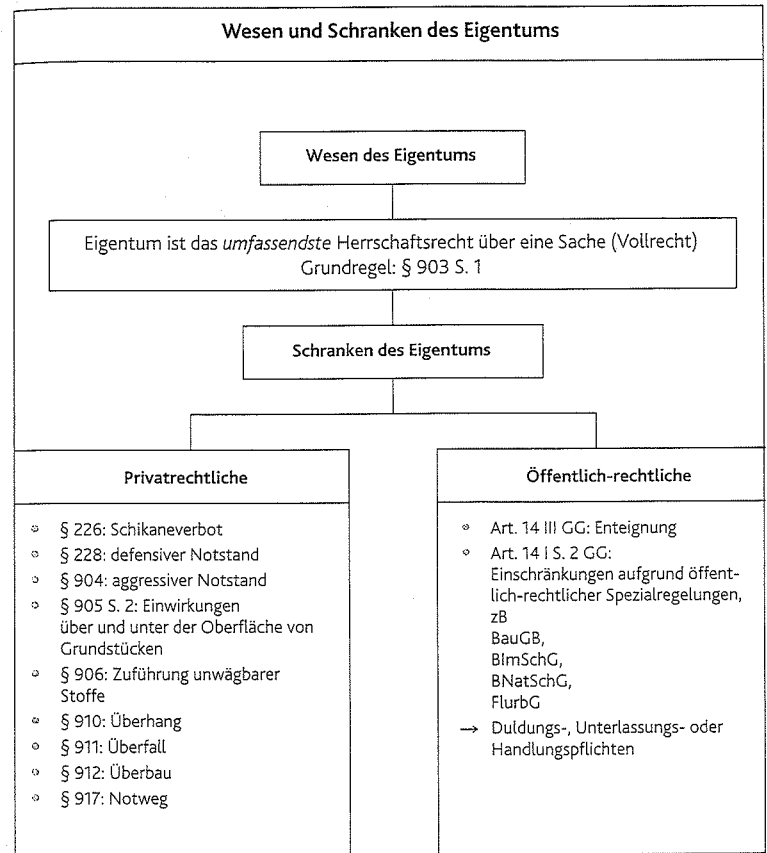 Wesen und Schranken des Eigentums
Wesen des Eigentums
Eigentum ist das umfassendste Herrschaftsrecht über eine Sache (Vollrecht)
Grundregel: § 903 S. 1
Schranken des Eigentums
Privatrechtliche
§ 226: Schikaneverbot
§ 228: defensiver Notstand
§ 904: aggressiver Notstand
§ 905 S. 2: Einwirkungen
über und unter der Oberfläche von
Grundstücken
§ 906: Zuführung unwägbarer
Stoffe
§ 910: Überhang
§ 911: Überfall
§ 912: Überbau
§ 917: Notweg
Öffentlich-rechtliche
Art. 14 III GG: Enteignung
Art. 14 I S. 2 GG:
Einschränkungen aufgrund öffent-
lich-rechtlicher Spezialregelungen,
zB
BauGB,
BImSchG,
BNatSchG,
FlurbG
→ Duldungs-, Unterlassungs- oder
Handlungspflichten